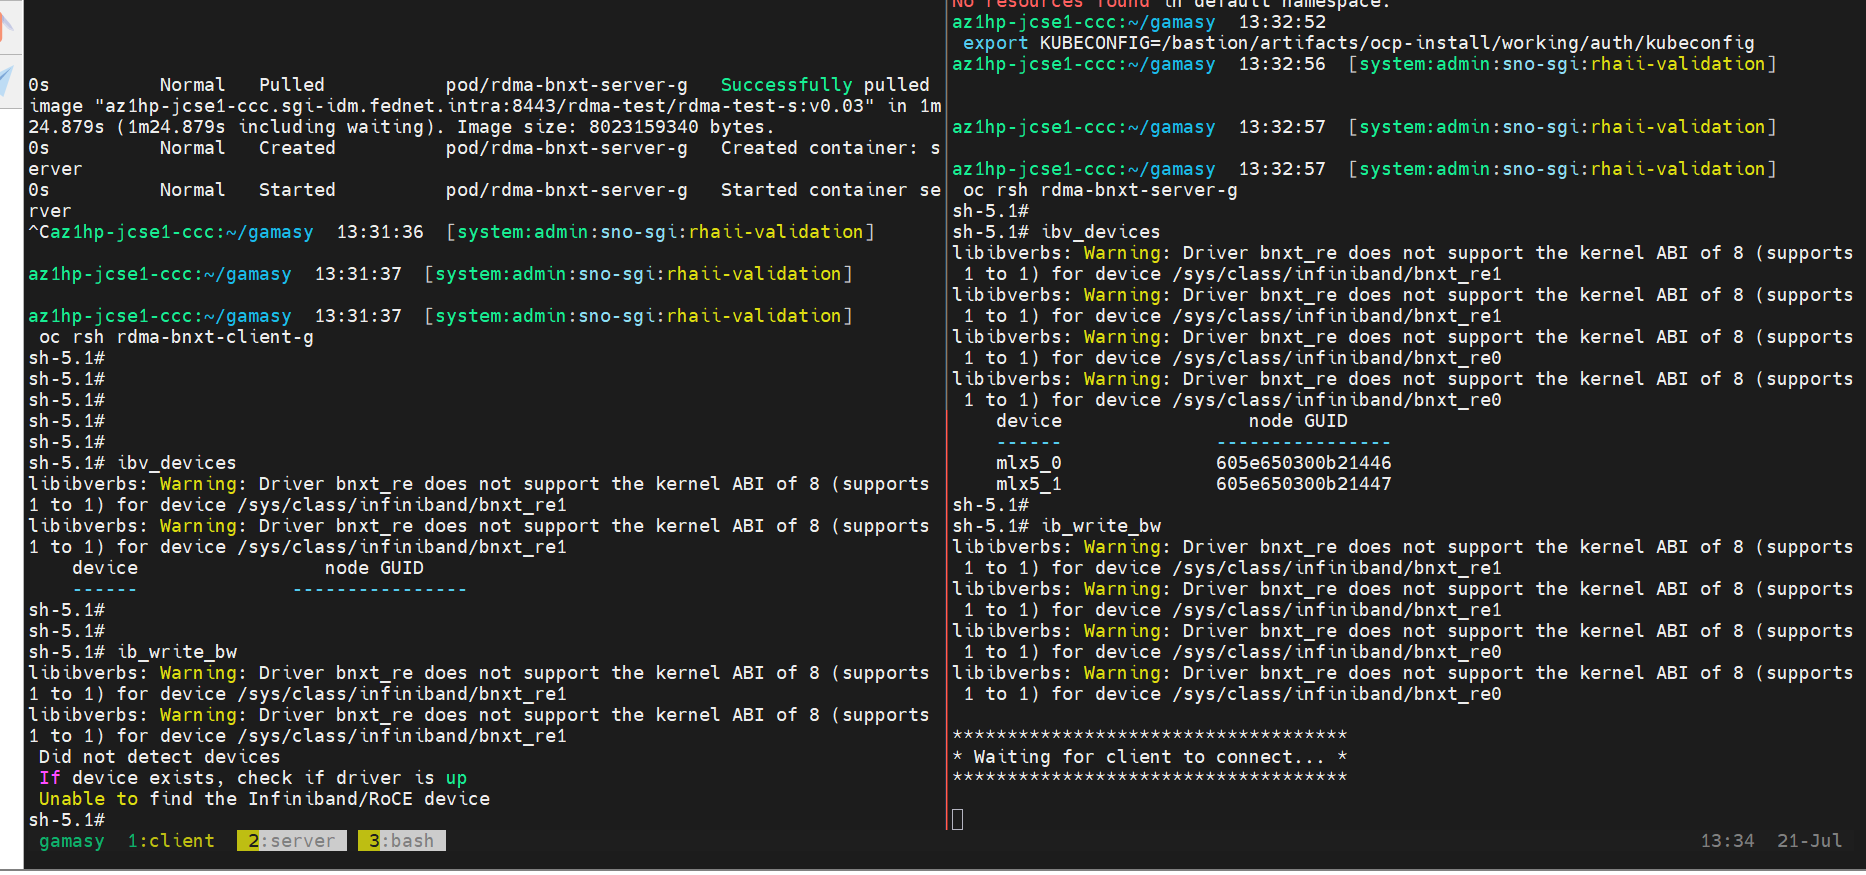 0s          Normal   Pulled           pod/rdma-bnxt-server-g   Successfully pulled
image "az1hp-jcse1-ccc.sgi-idm.fednet.intra:8443/rdma-test/rdma-test-s:v0.03" in 1m
24.879s (1m24.879s including waiting). Image size: 8023159340 bytes.
0s          Normal   Created          pod/rdma-bnxt-server-g   Created container: s
erver
0s          Normal   Started          pod/rdma-bnxt-server-g   Started container se
rver
^Caz1hp-jcse1-ccc:~/gamasy  13:31:36  [system:admin:sno-sgi:rhaii-validation]
az1hp-jcse1-ccc:~/gamasy  13:31:37  [system:admin:sno-sgi:rhaii-validation]
az1hp-jcse1-ccc:~/gamasy  13:31:37  [system:admin:sno-sgi:rhaii-validation]
 oc rsh rdma-bnxt-client-g
sh-5.1#
sh-5.1#
sh-5.1#
sh-5.1#
sh-5.1#
sh-5.1# ibv_devices
libibverbs: Warning: Driver bnxt_re does not support the kernel ABI of 8 (supports
1 to 1) for device /sys/class/infiniband/bnxt_re1
libibverbs: Warning: Driver bnxt_re does not support the kernel ABI of 8 (supports
1 to 1) for device /sys/class/infiniband/bnxt_re1
    device                 node GUID
    ------              ----------------
sh-5.1#
sh-5.1#
sh-5.1# ib_write_bw
libibverbs: Warning: Driver bnxt_re does not support the kernel ABI of 8 (supports
1 to 1) for device /sys/class/infiniband/bnxt_re1
libibverbs: Warning: Driver bnxt_re does not support the kernel ABI of 8 (supports
1 to 1) for device /sys/class/infiniband/bnxt_re1
 Did not detect devices
 If device exists, check if driver is up
 Unable to find the Infiniband/RoCE device
sh-5.1#
No resources found in default namespace.
az1hp-jcse1-ccc:~/gamasy  13:32:52
 export KUBECONFIG=/bastion/artifacts/ocp-install/working/auth/kubeconfig
az1hp-jcse1-ccc:~/gamasy  13:32:56  [system:admin:sno-sgi:rhaii-validation]
az1hp-jcse1-ccc:~/gamasy  13:32:57  [system:admin:sno-sgi:rhaii-validation]
az1hp-jcse1-ccc:~/gamasy  13:32:57  [system:admin:sno-sgi:rhaii-validation]
 oc rsh rdma-bnxt-server-g
sh-5.1#
sh-5.1# ibv_devices
libibverbs: Warning: Driver bnxt_re does not support the kernel ABI of 8 (supports
 1 to 1) for device /sys/class/infiniband/bnxt_re1
libibverbs: Warning: Driver bnxt_re does not support the kernel ABI of 8 (supports
 1 to 1) for device /sys/class/infiniband/bnxt_re1
libibverbs: Warning: Driver bnxt_re does not support the kernel ABI of 8 (supports
 1 to 1) for device /sys/class/infiniband/bnxt_re0
libibverbs: Warning: Driver bnxt_re does not support the kernel ABI of 8 (supports
 1 to 1) for device /sys/class/infiniband/bnxt_re0
    device                 node GUID
    ------              ----------------
    mlx5_0              605e650300b21446
    mlx5_1              605e650300b21447
sh-5.1#
sh-5.1# ib_write_bw
libibverbs: Warning: Driver bnxt_re does not support the kernel ABI of 8 (supports
 1 to 1) for device /sys/class/infiniband/bnxt_re1
libibverbs: Warning: Driver bnxt_re does not support the kernel ABI of 8 (supports
 1 to 1) for device /sys/class/infiniband/bnxt_re1
libibverbs: Warning: Driver bnxt_re does not support the kernel ABI of 8 (supports
 1 to 1) for device /sys/class/infiniband/bnxt_re0
libibverbs: Warning: Driver bnxt_re does not support the kernel ABI of 8 (supports
 1 to 1) for device /sys/class/infiniband/bnxt_re0
************************************
* Waiting for client to connect... *
************************************
gamasy  1:client  2:server  3:bash  13:34  21-Jul